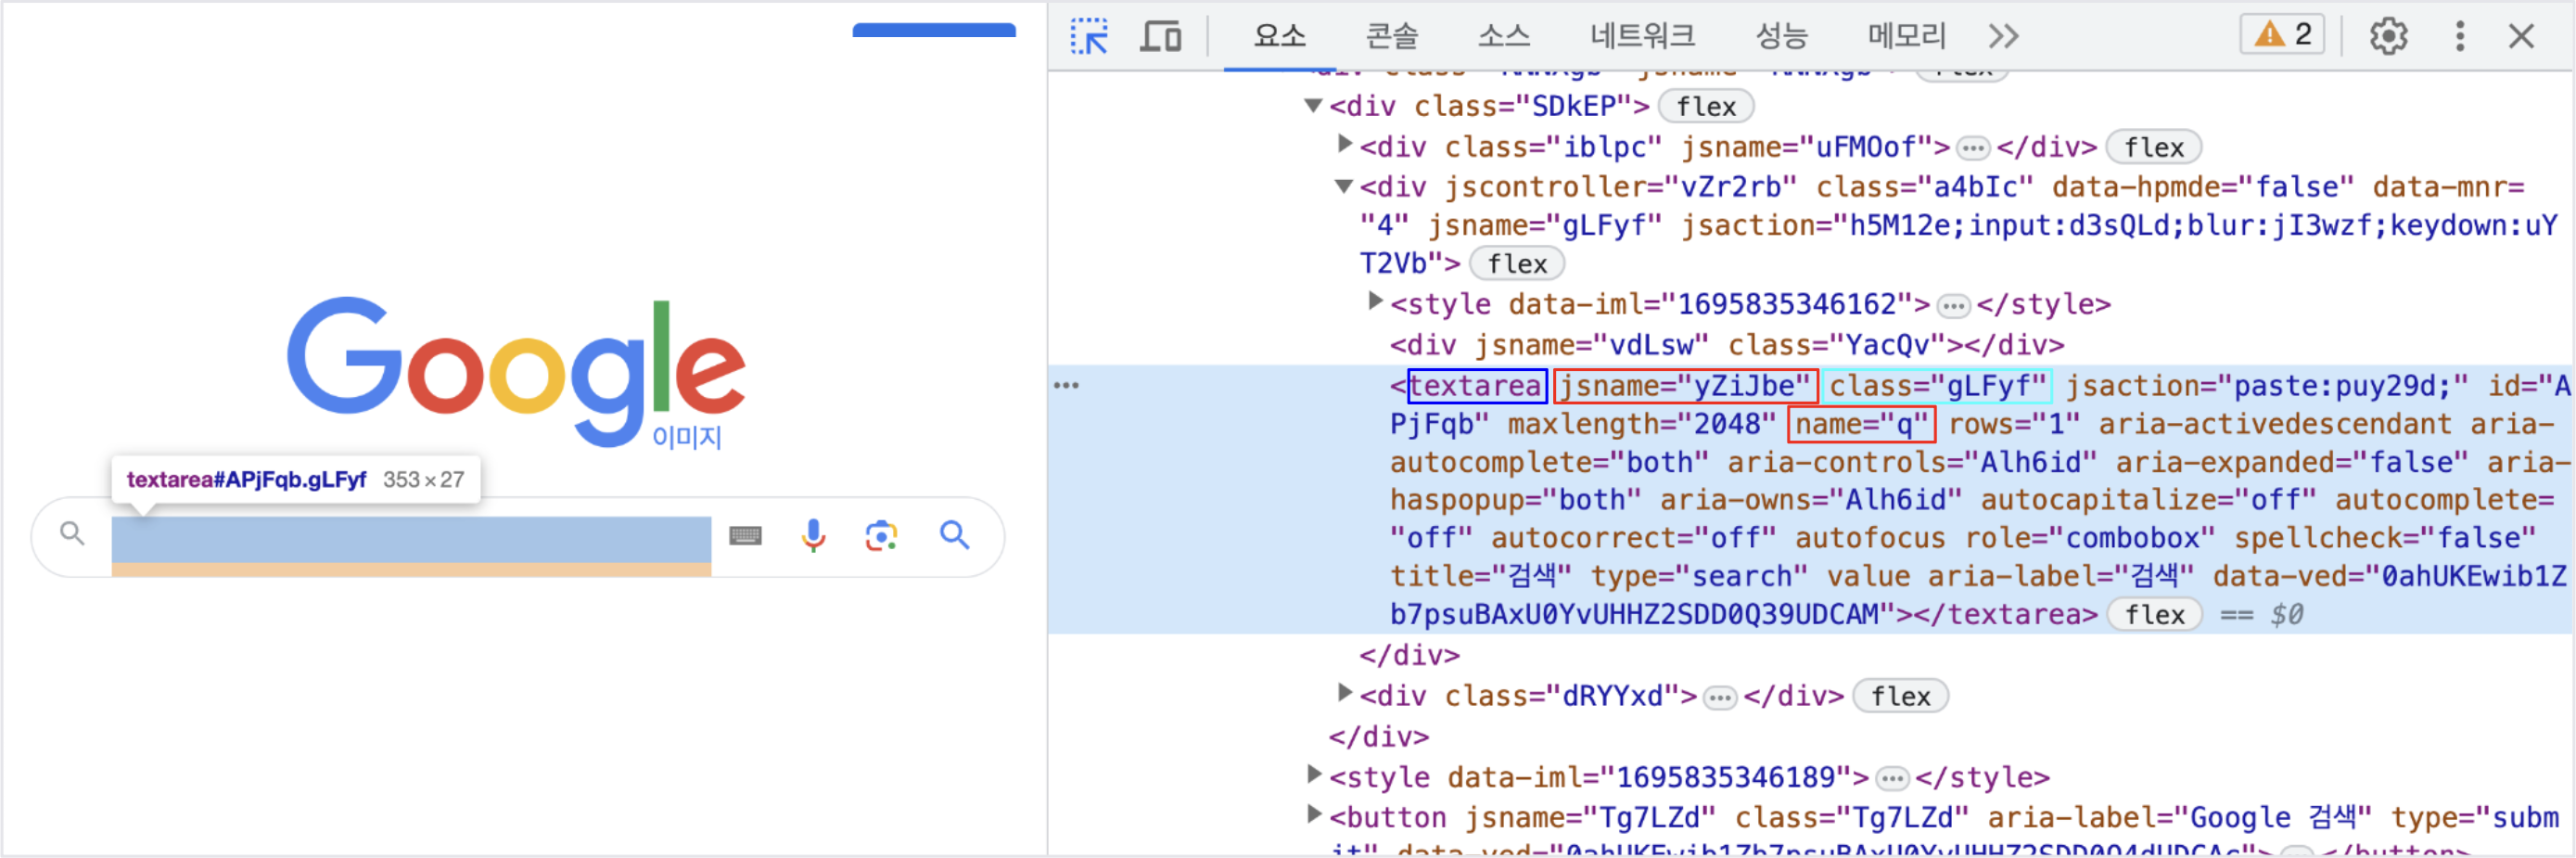 요소 콘솔 소스 네트워크 성능 메모리 2
<div class="SDkEP"> flex
<div class="iblpc" jsname="uFMOof"> ••• </div> flex
<div jscontroller="vZr2rb" class="a4bIc" data-hpmde="false" data-mnr=
"4" jsname="gLFyf" jsaction="h5M12e;input:d3sQLd;blur:jI3wzf;keydown:uY
T2Vb"> flex
<style data-iml="1695835346162"> ••• </style>
<div jsname="vdLsw" class="YacQv"></div>
<textarea jsname="yZiJbe" class="gLFyf" jsaction="paste:puy29d;" id="A
PjFqb" maxlength="2048" name="q" rows="1" aria-activedescendant aria-
autocomplete="both" aria-controls="Alh6id" aria-expanded="false" aria-
haspopup="both" aria-owns="Alh6id" autocapitalize="off" autocomplete=
"off" autocorrect="off" autofocus role="combobox" spellcheck="false"
title="검색" type="search" value aria-label="검색" data-ved="0ahUKEwib1Z
b7psuBAxU0YvUHHZ2SDD0Q39UDCAM"></textarea> flex == $0
</div>
<div class="dRYYxd"> ••• </div> flex
</div>
<style data-iml="1695835346189"> ••• </style>
<button jsname="Tg7LZd" class="Tg7LZd" aria-label="Google 검색" type="subm
Google
이미지
textarea#APjFqb.gLFyf 353 × 27